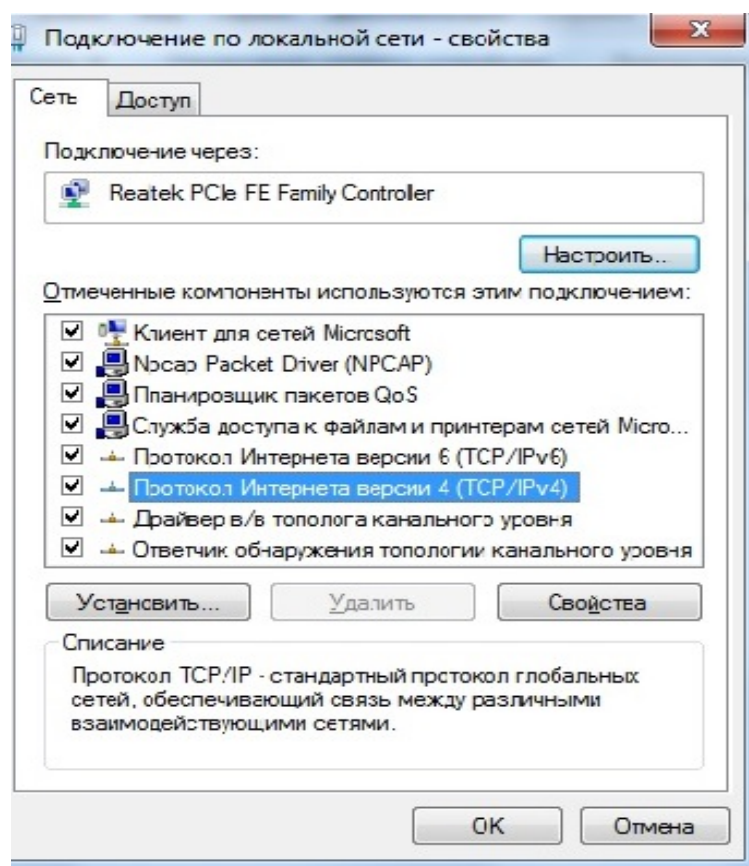 Подключение по локальной сети - свойства
Сеть
Доступ
Подключение через:
Reatek PCIe FE Family Controller
Настроить...
Отмеченные компоненты используются этим подключением:
Клиент для сетей Microsoft
Npcap Packet Driver (NPCAP)
Планировщик пакетов QoS
Служба доступа к файлам и принтерам сетей Micro...
Протокол Интернета версии 6 (TCP/IPv6)
Протокол Интернета версии 4 (TCP/IPv4)
Драйвер в/в тополога канального уровня
Ответчик обнаружения топологии канального уровня
Установить...
Удалить
Свойства
Описание
Протокол TCP/IP - стандартный протокол глобальных
сетей, обеспечивающий связь между различными
взаимодействующими сетями.
OK
Отмена